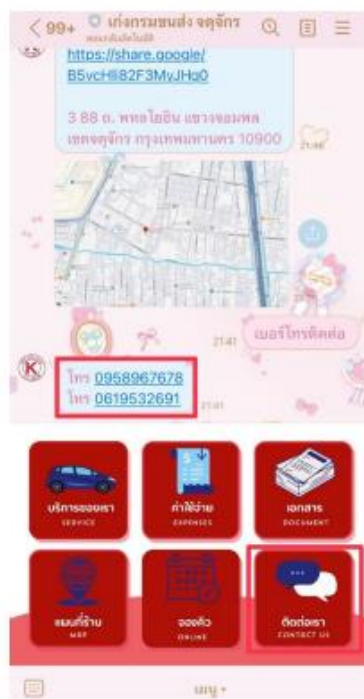 99+
เก่งกรมขนส่ง จตุจักร
https://share.google/
B5vcHli82F3MyJHq0
3 88 ถ. พหลโยธิน แขวงจอมพล
เขตจตุจักร กรุงเทพมหานคร 10900
21:40
เบอร์โทรติดต่อ
21:41
K
โทร 0958967678
โทร 0619532691
21:41
บริการของเรา
SERVICE
ค่าใช้จ่าย
EXPENSES
เอกสาร
DOCUMENT
แผนที่ร้าน
MAP
จองคิว
ONLINE
ติดต่อเรา
CONTACT US
เมนู